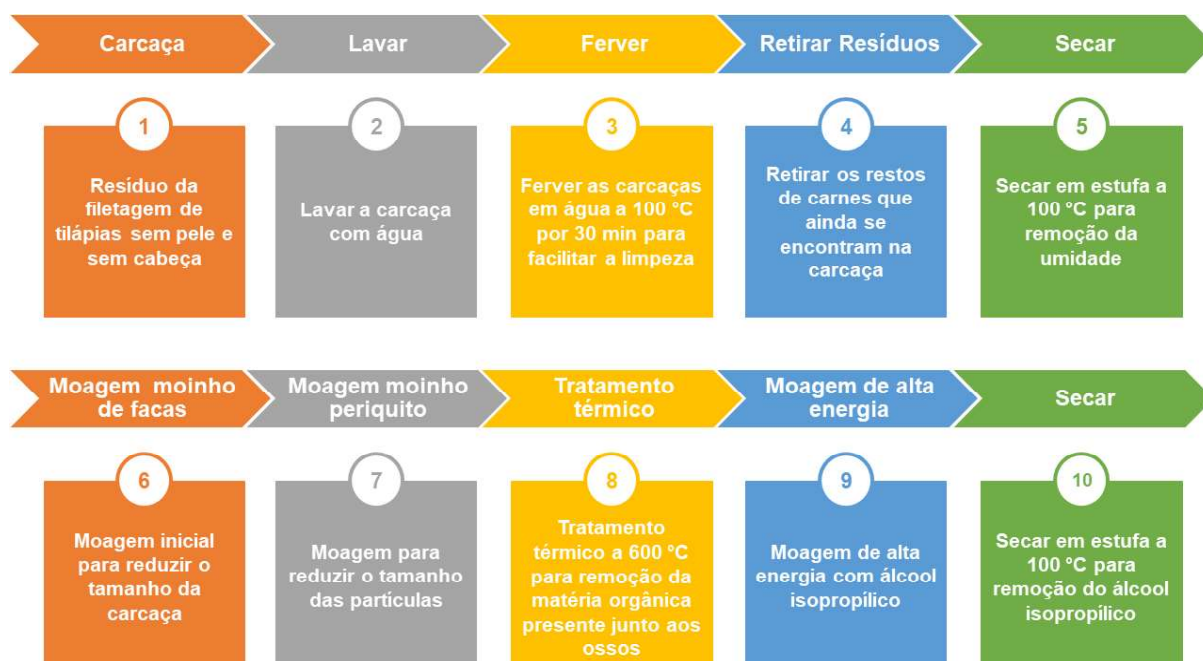 Carcaça
Lavar
Ferver
Retirar Resíduos
Secar
1
Resíduo da
filetagem de
tilápias sem pele e
sem cabeça
2
Lavar a carcaça
com água
3
Ferver as carcaças
em água a 100 °C
por 30 min para
facilitar a limpeza
4
Retirar os restos
de carnes que
ainda se
encontram na
carcaça
5
Secar em estufa a
100 °C para
remoção da
umidade
Moagem moinho
de facas
Moagem moinho
periquito
Tratamento
térmico
Moagem de alta
energia
Secar
6
Moagem inicial
para reduzir o
tamanho da
carcaça
7
Moagem para
reduzir o tamanho
das partículas
8
Tratamento
térmico a 600 °C
para remoção da
matéria orgânica
presente junto aos
ossos
9
Moagem de alta
energia com álcool
isopropílico
10
Secar em estufa a
100 °C para
remoção do álcool
isopropílico